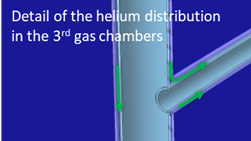 Detail of the helium distribution
in the 3rd gas chambers